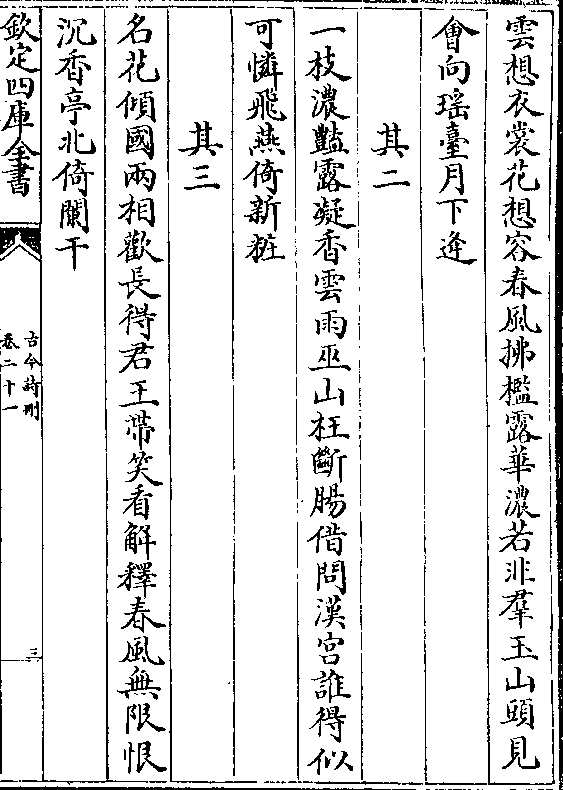 雲想衣裳花想容春風拂檻露華濃若非羣玉山頭見
會向瑶臺月下逢
其二
一枝濃豔露凝香雲雨巫山枉斷腸借問漢宮誰得似
可憐飛燕倚新粧
其三
名花傾國兩相歡長得君王帶笑看解釋春風無限恨
沉香亭北倚闌干
欽定四庫全書
古今詩刪
卷二十一
三